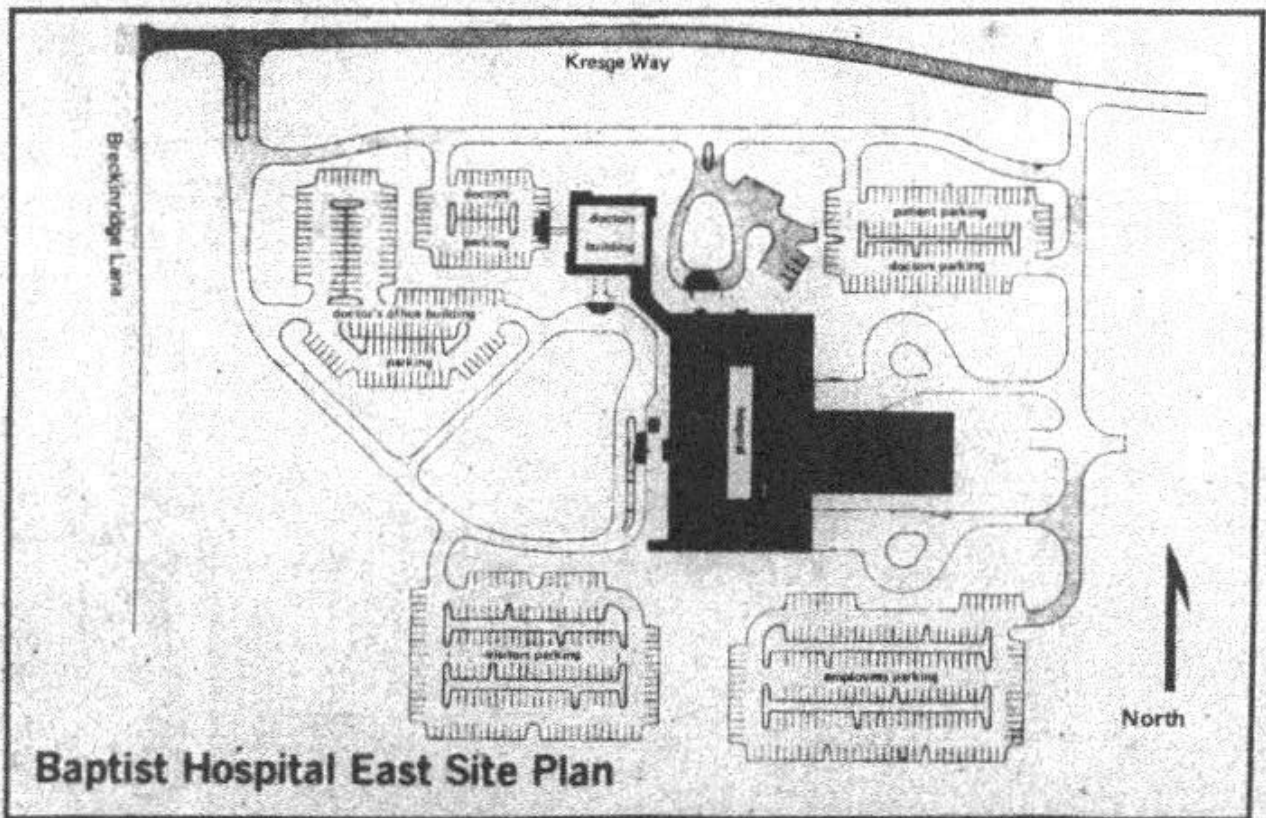 Kresge Way
Breckinridge Lane
doctors
parking
doctors
building
patient parking
doctors parking
doctor's office building
parking
hospital
visitors parking
employees parking
North
Baptist Hospital East Site Plan